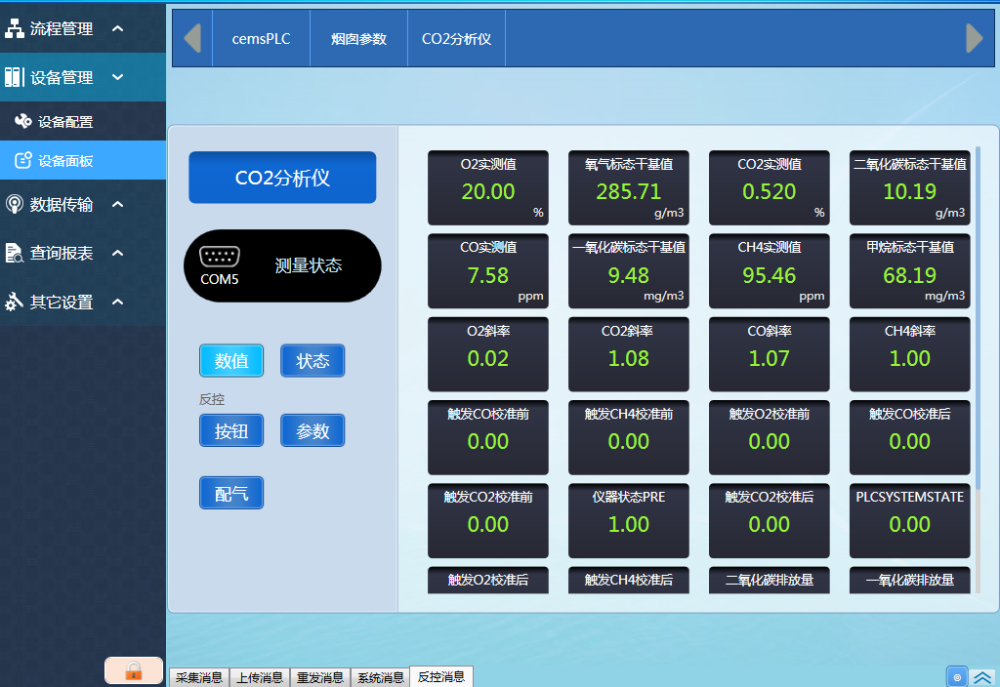 流程管理
设备管理
设备配置
设备面板
数据传输
查询报表
其它设置
cemsPLC
烟囱参数
CO2分析仪
CO2分析仪
COM5
测量状态
数值
状态
反控
按钮
参数
配气
O2实测值
20.00
%
氧气标态干基值
285.71
g/m3
CO2实测值
0.520
%
二氧化碳标态干基值
10.19
g/m3
CO实测值
7.58
ppm
一氧化碳标态干基值
9.48
mg/m3
CH4实测值
95.46
ppm
甲烷标态干基值
68.19
mg/m3
O2斜率
0.02
CO2斜率
1.08
CO斜率
1.07
CH4斜率
1.00
触发CO校准前
0.00
触发CH4校准前
0.00
触发O2校准前
0.00
触发CO校准后
0.00
触发CO2校准前
0.00
仪器状态PRE
1.00
触发CO2校准后
0.00
PLCSYSTEMSTATE
0.00
触发O2校准后
触发CH4校准后
二氧化碳排放量
一氧化碳排放量
采集消息
上传消息
重发消息
系统消息
反控消息